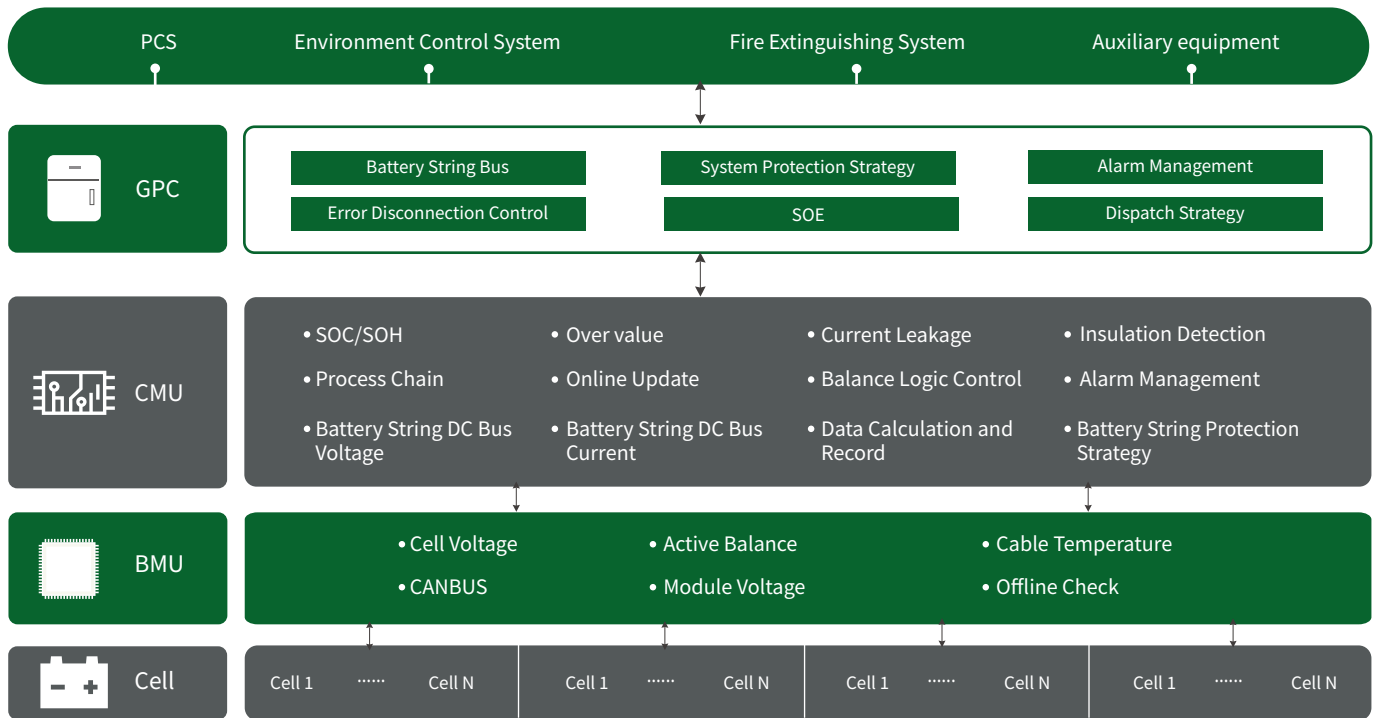 PCS
Environment Control System
Fire Extinguishing System
Auxiliary equipment
GPC
Battery String Bus
System Protection Strategy
Alarm Management
Error Disconnection Control
SOE
Dispatch Strategy
CMU
• SOC/SOH
• Over value
• Current Leakage
• Insulation Detection
• Process Chain
• Online Update
• Balance Logic Control
• Alarm Management
• Battery String DC Bus
Voltage
• Battery String DC Bus
Current
• Data Calculation and
Record
• Battery String Protection
Strategy
BMU
• Cell Voltage
• Active Balance
• Cable Temperature
• CANBUS
• Module Voltage
• Offline Check
Cell
Cell 1 ...... Cell N
Cell 1 ...... Cell N
Cell 1 ...... Cell N
Cell 1 ...... Cell N